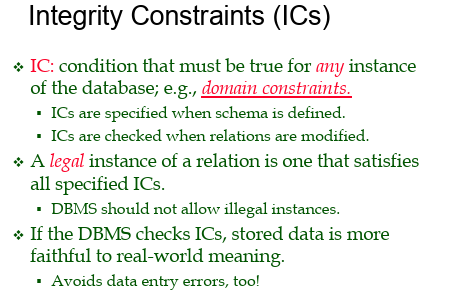 Integrity Constraints (ICs)
❖ IC: condition that must be true for any instance
of the database; e.g., domain constraints.
▪ ICs are specified when schema is defined.
▪ ICs are checked when relations are modified.
❖ A legal instance of a relation is one that satisfies
all specified ICs.
▪ DBMS should not allow illegal instances.
❖ If the DBMS checks ICs, stored data is more
faithful to real-world meaning.
▪ Avoids data entry errors, too!